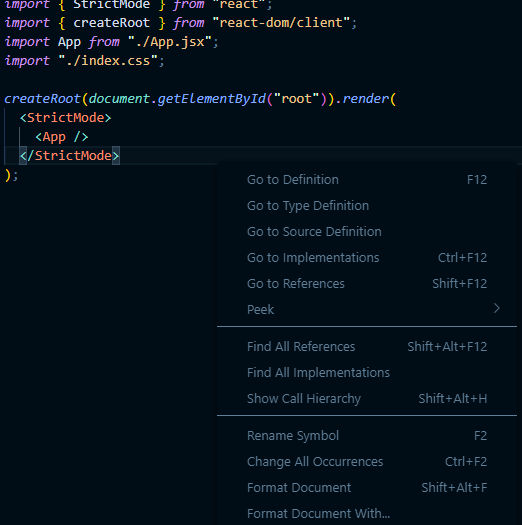 import { StrictMode } from "react";
import { createRoot } from "react-dom/client";
import App from "./App.jsx";
import "./index.css";
createRoot(document.getElementById("root")).render(
<StrictMode>
<App />
</StrictMode>
);
Go to Definition F12
Go to Type Definition
Go to Source Definition
Go to Implementations Ctrl+F12
Go to References Shift+F12
Peek
Find All References Shift+Alt+F12
Find All Implementations
Show Call Hierarchy Shift+Alt+H
Rename Symbol F2
Change All Occurrences Ctrl+F2
Format Document Shift+Alt+F
Format Document With...